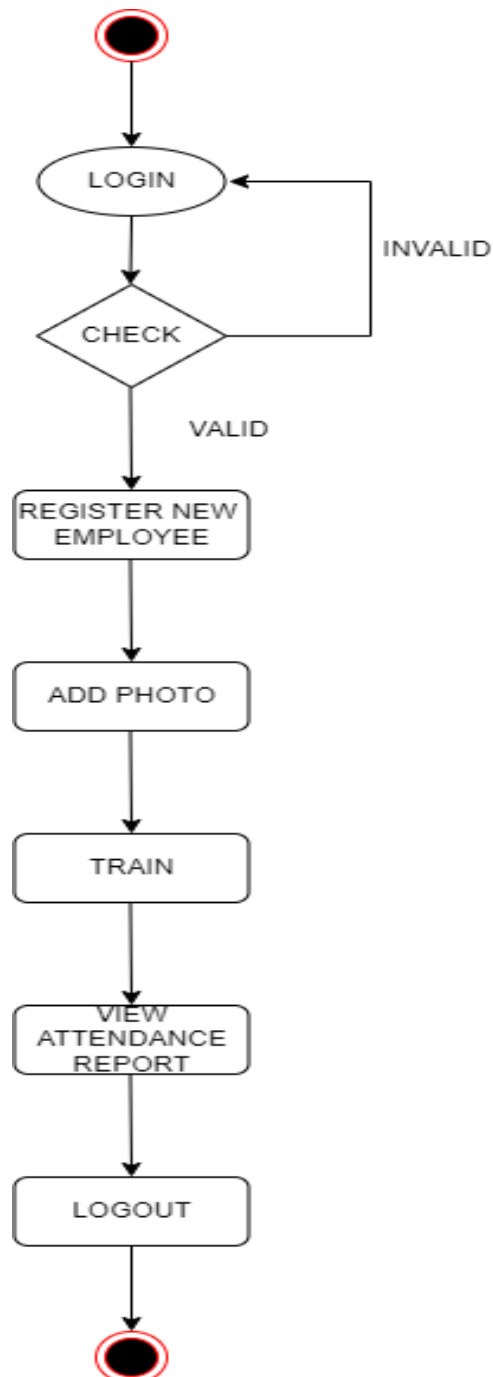 LOGIN
INVALID
CHECK
VALID
REGISTER NEW
EMPLOYEE
ADD PHOTO
TRAIN
VIEW
ATTENDANCE
REPORT
LOGOUT